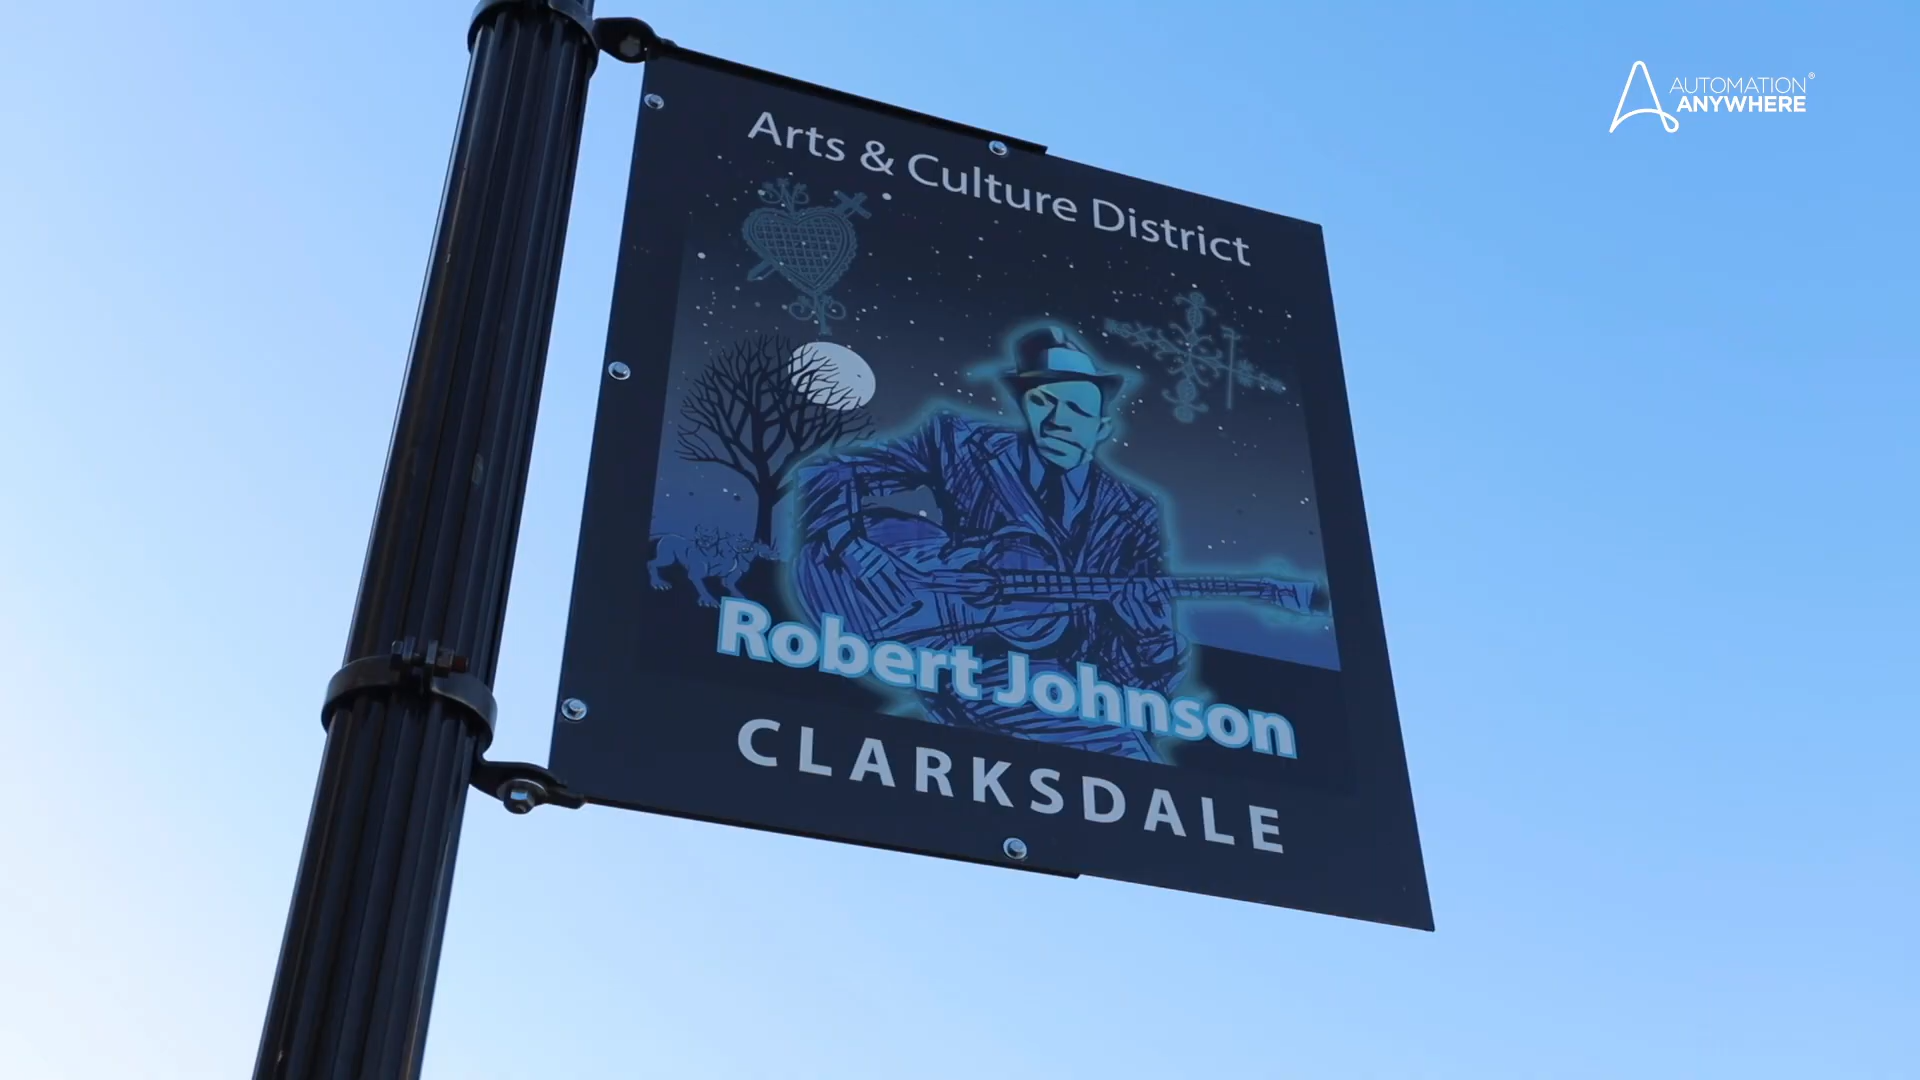 Arts & Culture District
Robert Johnson
CLARKSDALE
AUTOMATION®
ANYWHERE